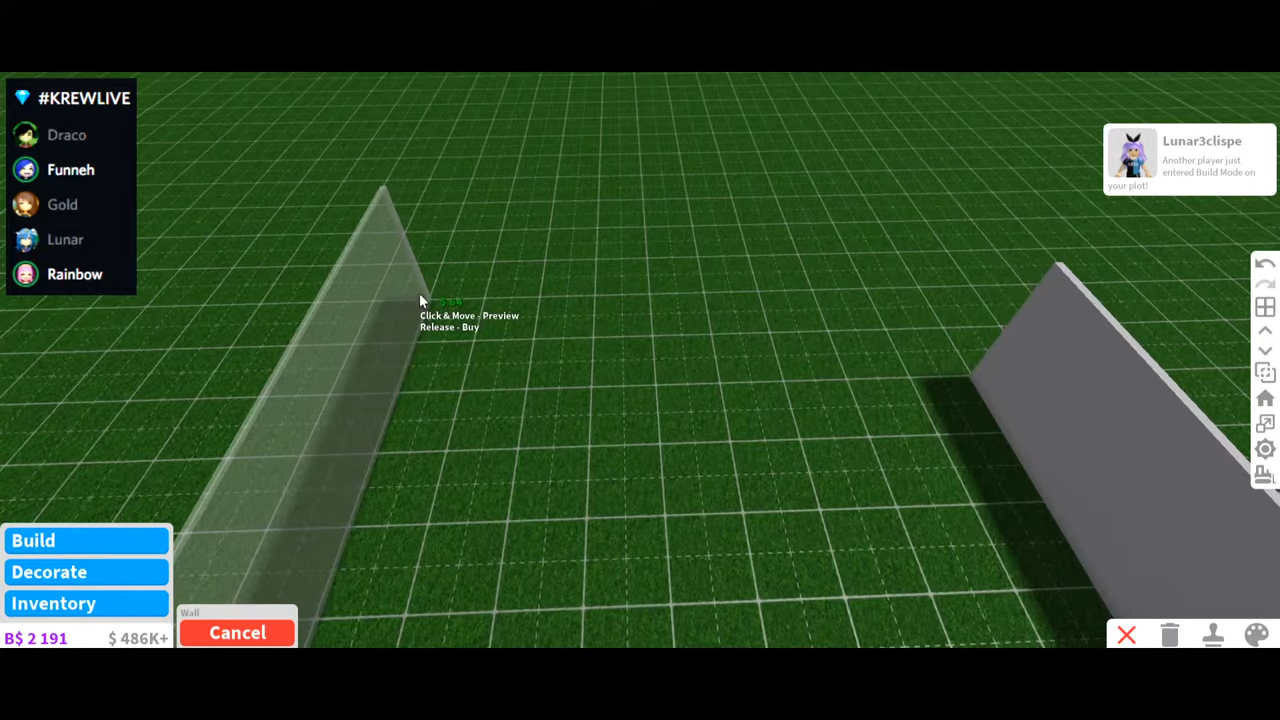 #KREWLIVE
Draco
Funneh
Gold
Lunar
Rainbow
Lunar3clispe
Another player just
entered Build Mode on
your plot!
$ 64
Click & Move - Preview
Release - Buy
Build
Decorate
Inventory
B$ 2 191
$ 486K+
Wall
Cancel